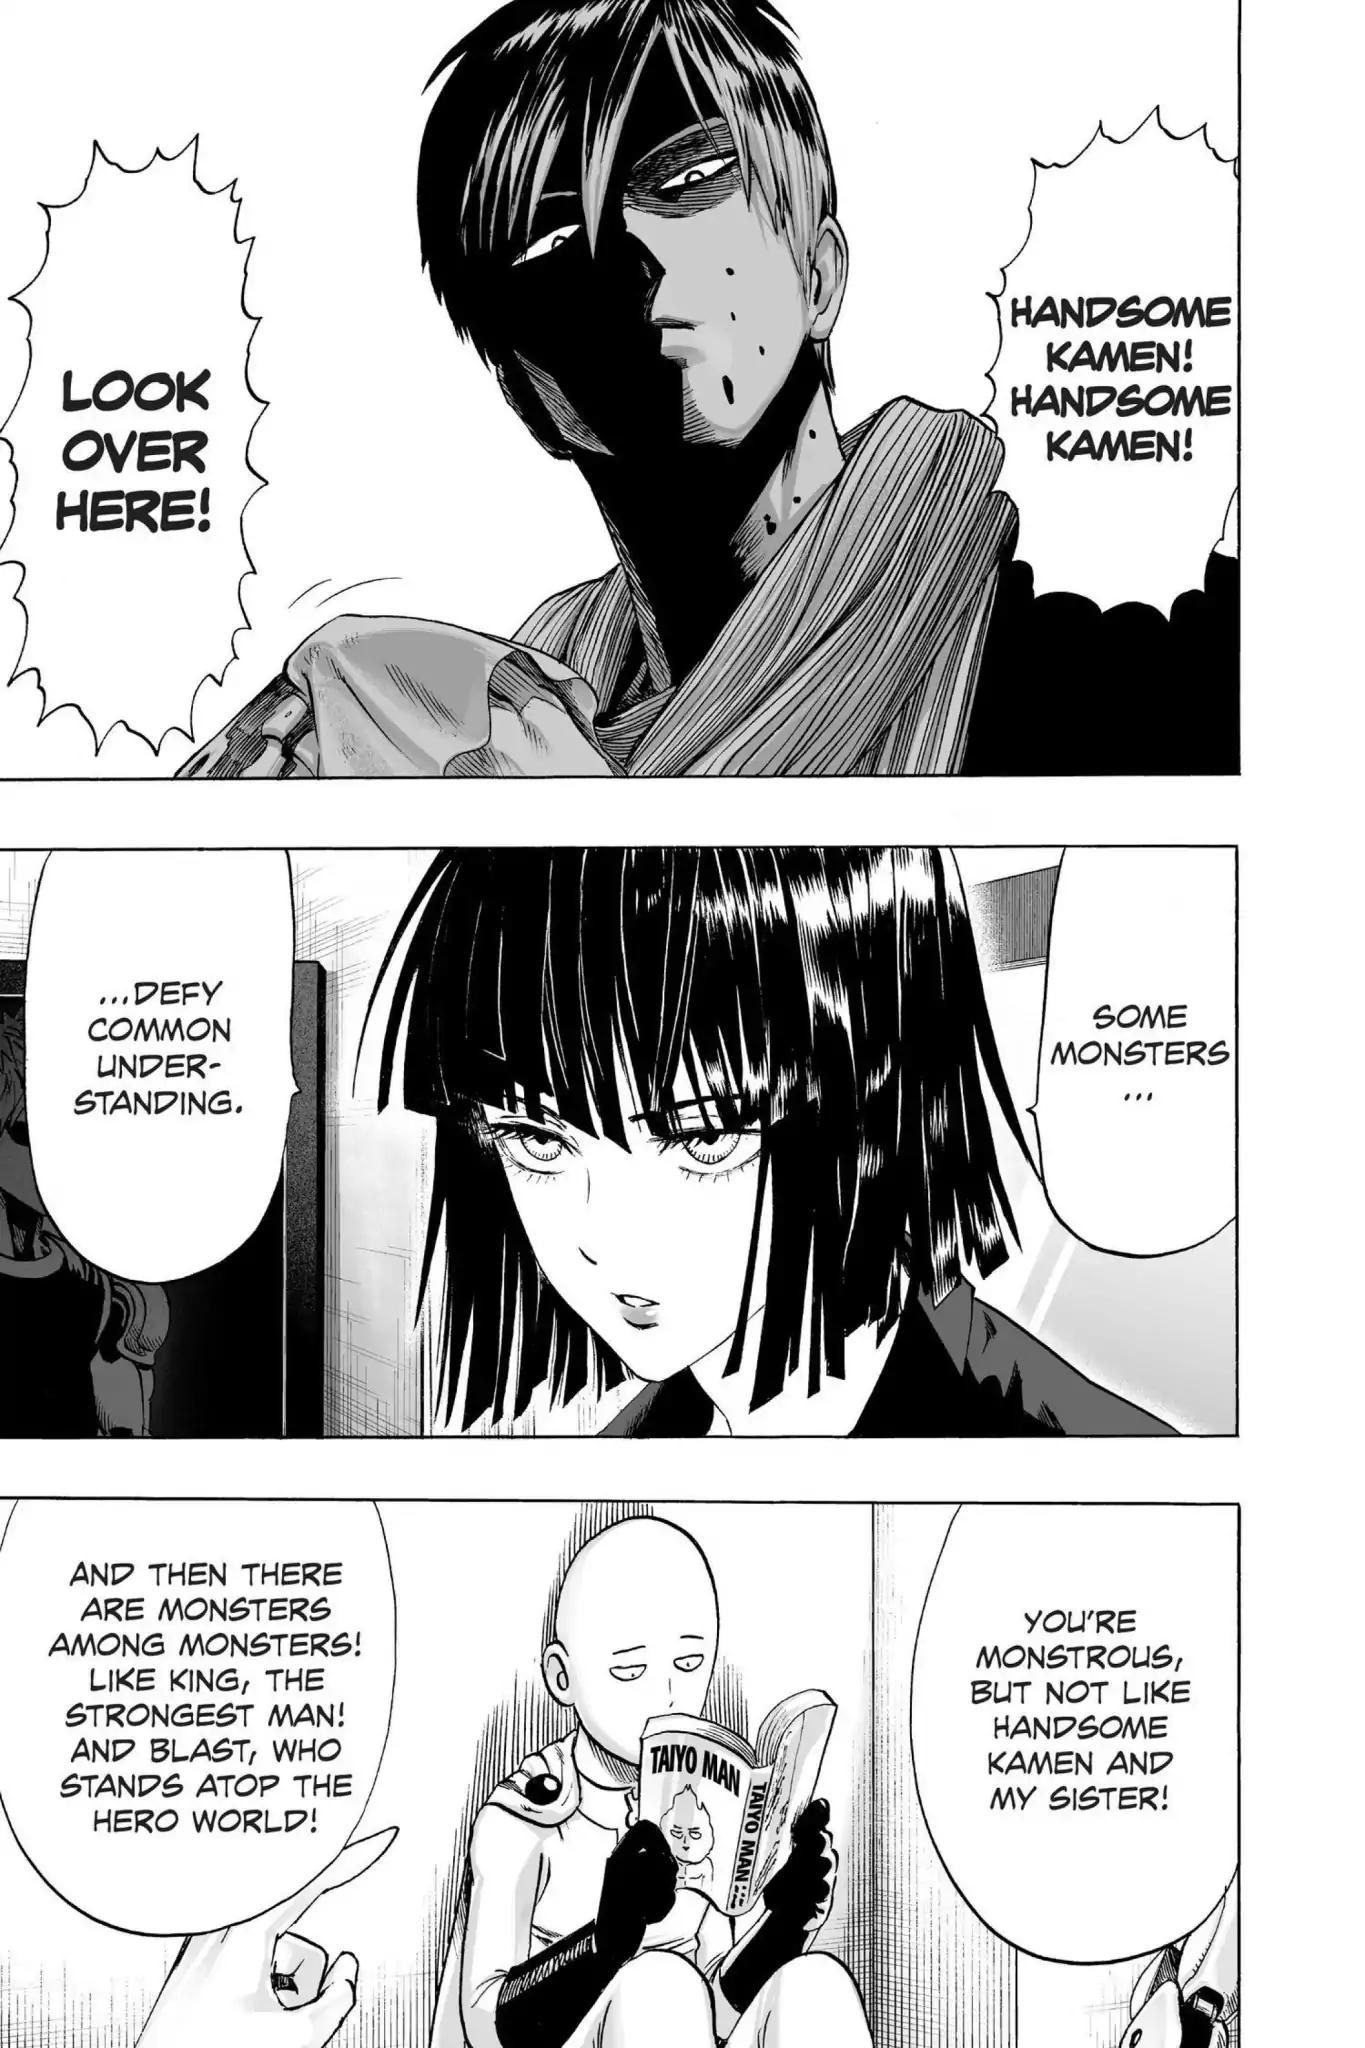 HANDSOME
KAMEN!
HANDSOME
KAMEN!
LOOK
OVER
HERE!
SOME
MONSTERS
...
...DEFY
COMMON
UNDER-
STANDING.
YOU'RE
MONSTROUS,
BUT NOT LIKE
HANDSOME
KAMEN AND
MY SISTER!
TAIYO MAN
TAIYO MAN
AND THEN THERE
ARE MONSTERS
AMONG MONSTERS!
LIKE KING, THE
STRONGEST MAN!
AND BLAST, WHO
STANDS ATOP THE
HERO WORLD!